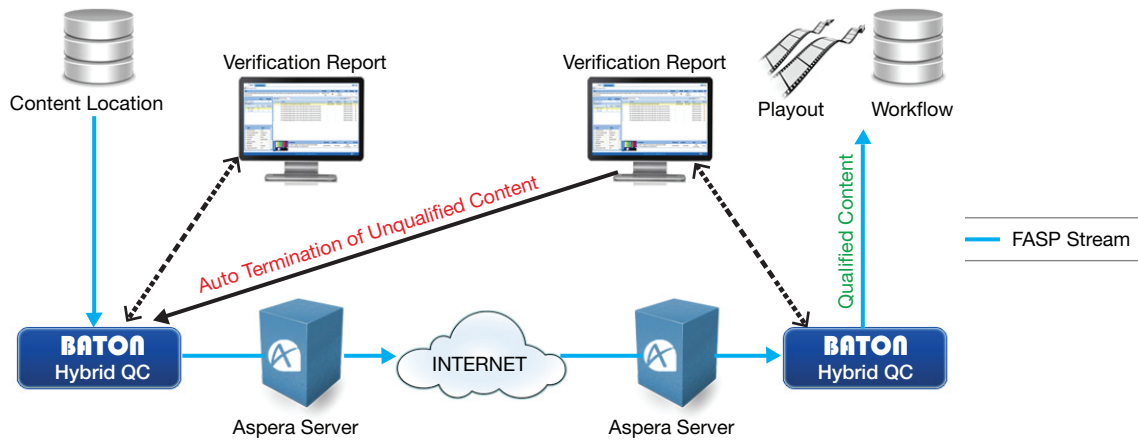 Content Location
Verification Report
Verification Report
Playout
Workflow
Auto Termination of Unqualified Content
Qualified Content
FASP Stream
BATON
Hybrid QC
INTERNET
BATON
Hybrid QC
Aspera Server
Aspera Server